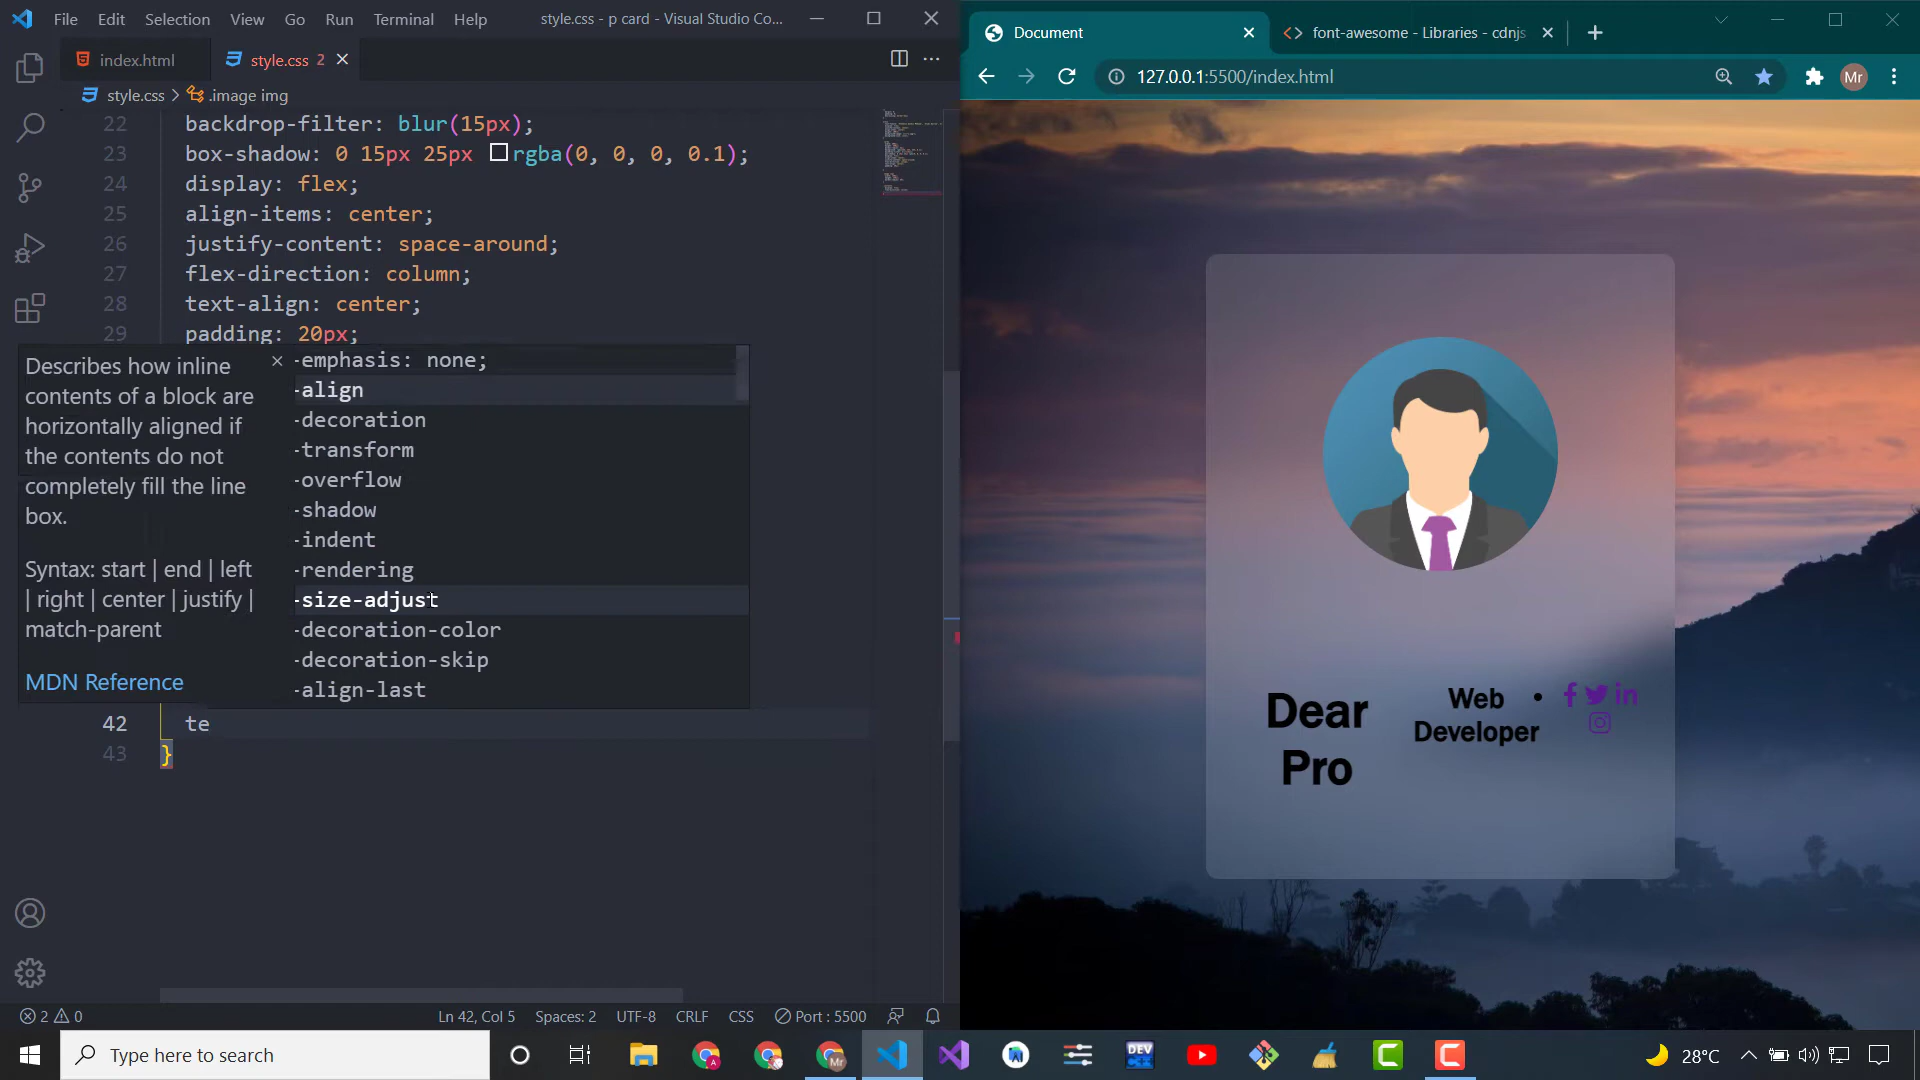 File Edit Selection View Go Run Terminal Help style.css - p card - Visual Studio Co...
index.html style.css 2
style.css > .image img
22 backdrop-filter: blur(15px);
23 box-shadow: 0 15px 25px rgba(0, 0, 0, 0.1);
24 display: flex;
25 align-items: center;
26 justify-content: space-around;
27 flex-direction: column;
28 text-align: center;
29 padding: 20px;
Describes how inline
contents of a block are
horizontally aligned if
the contents do not
completely fill the line
box.
Syntax: start | end | left
| right | center | justify |
match-parent
MDN Reference
-emphasis: none;
-align
-decoration
-transform
-overflow
-shadow
-indent
-rendering
-size-adjust
-decoration-color
-decoration-skip
-align-last
42 te
43 }
2 0 Ln 42, Col 5 Spaces: 2 UTF-8 CRLF CSS Port : 5500
Document font-awesome - Libraries - cdnjs
127.0.0.1:5500/index.html Mr
Dear
Pro
Web
Developer
Type here to search
Mr
DEV
28°C